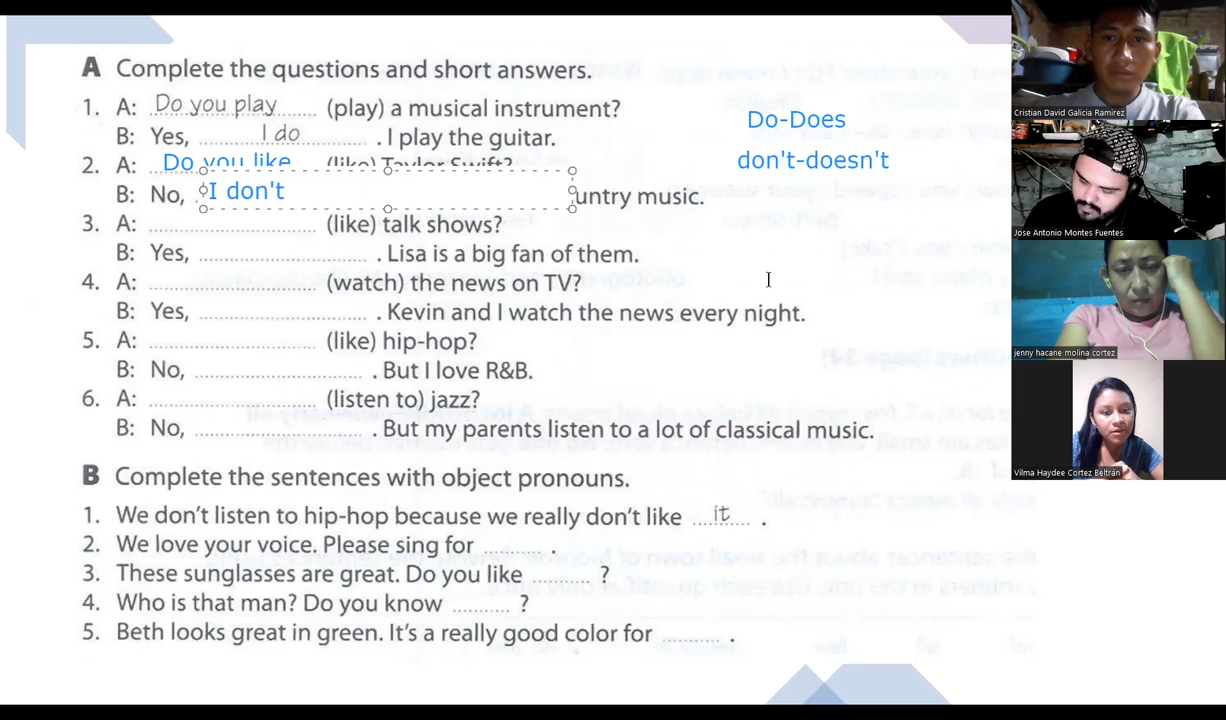 A Complete the questions and short answers.
1. A: Do you play (play) a musical instrument?
B: Yes, I do . I play the guitar.
2. A: Do you like (like) Taylor Swift?
B: No, I don't untry music.
3. A: (like) talk shows?
B: Yes, . Lisa is a big fan of them.
4. A: (watch) the news on TV?
B: Yes, . Kevin and I watch the news every night.
5. A: (like) hip-hop?
B: No, . But I love R&B.
6. A: (listen to) jazz?
B: No, . But my parents listen to a lot of classical music.
Do-Does
don't-doesn't
B Complete the sentences with object pronouns.
1. We don't listen to hip-hop because we really don't like it .
2. We love your voice. Please sing for .
3. These sunglasses are great. Do you like ?
4. Who is that man? Do you know ?
5. Beth looks great in green. It's a really good color for .
Cristian David Galicia Ramirez
Jose Antonio Montes Fuentes
jenny hacane molina cortez
Vilma Haydee Cortez Beltrán